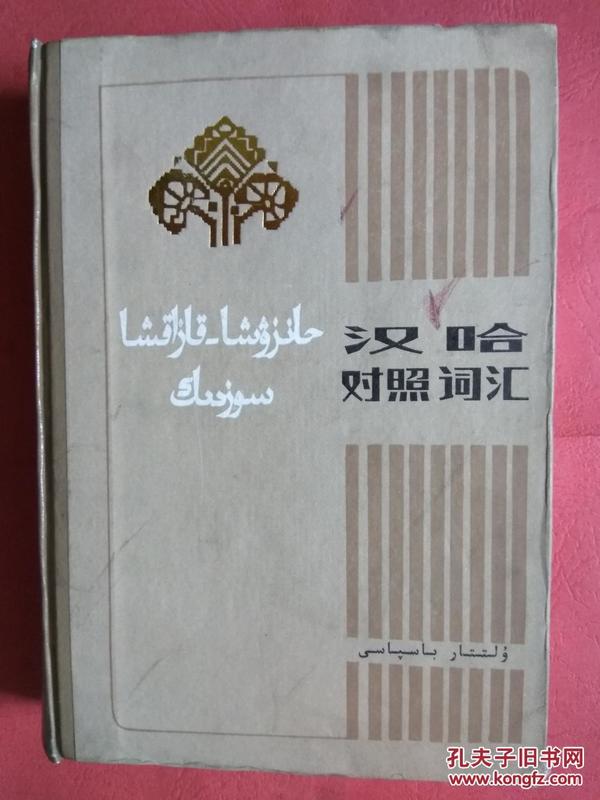 حانزۋشا-قازاقشا
سوزدىك
汉哈
对照词汇
ۇلتتار باسپاسى
孔夫子旧书网
www.kongfz.com